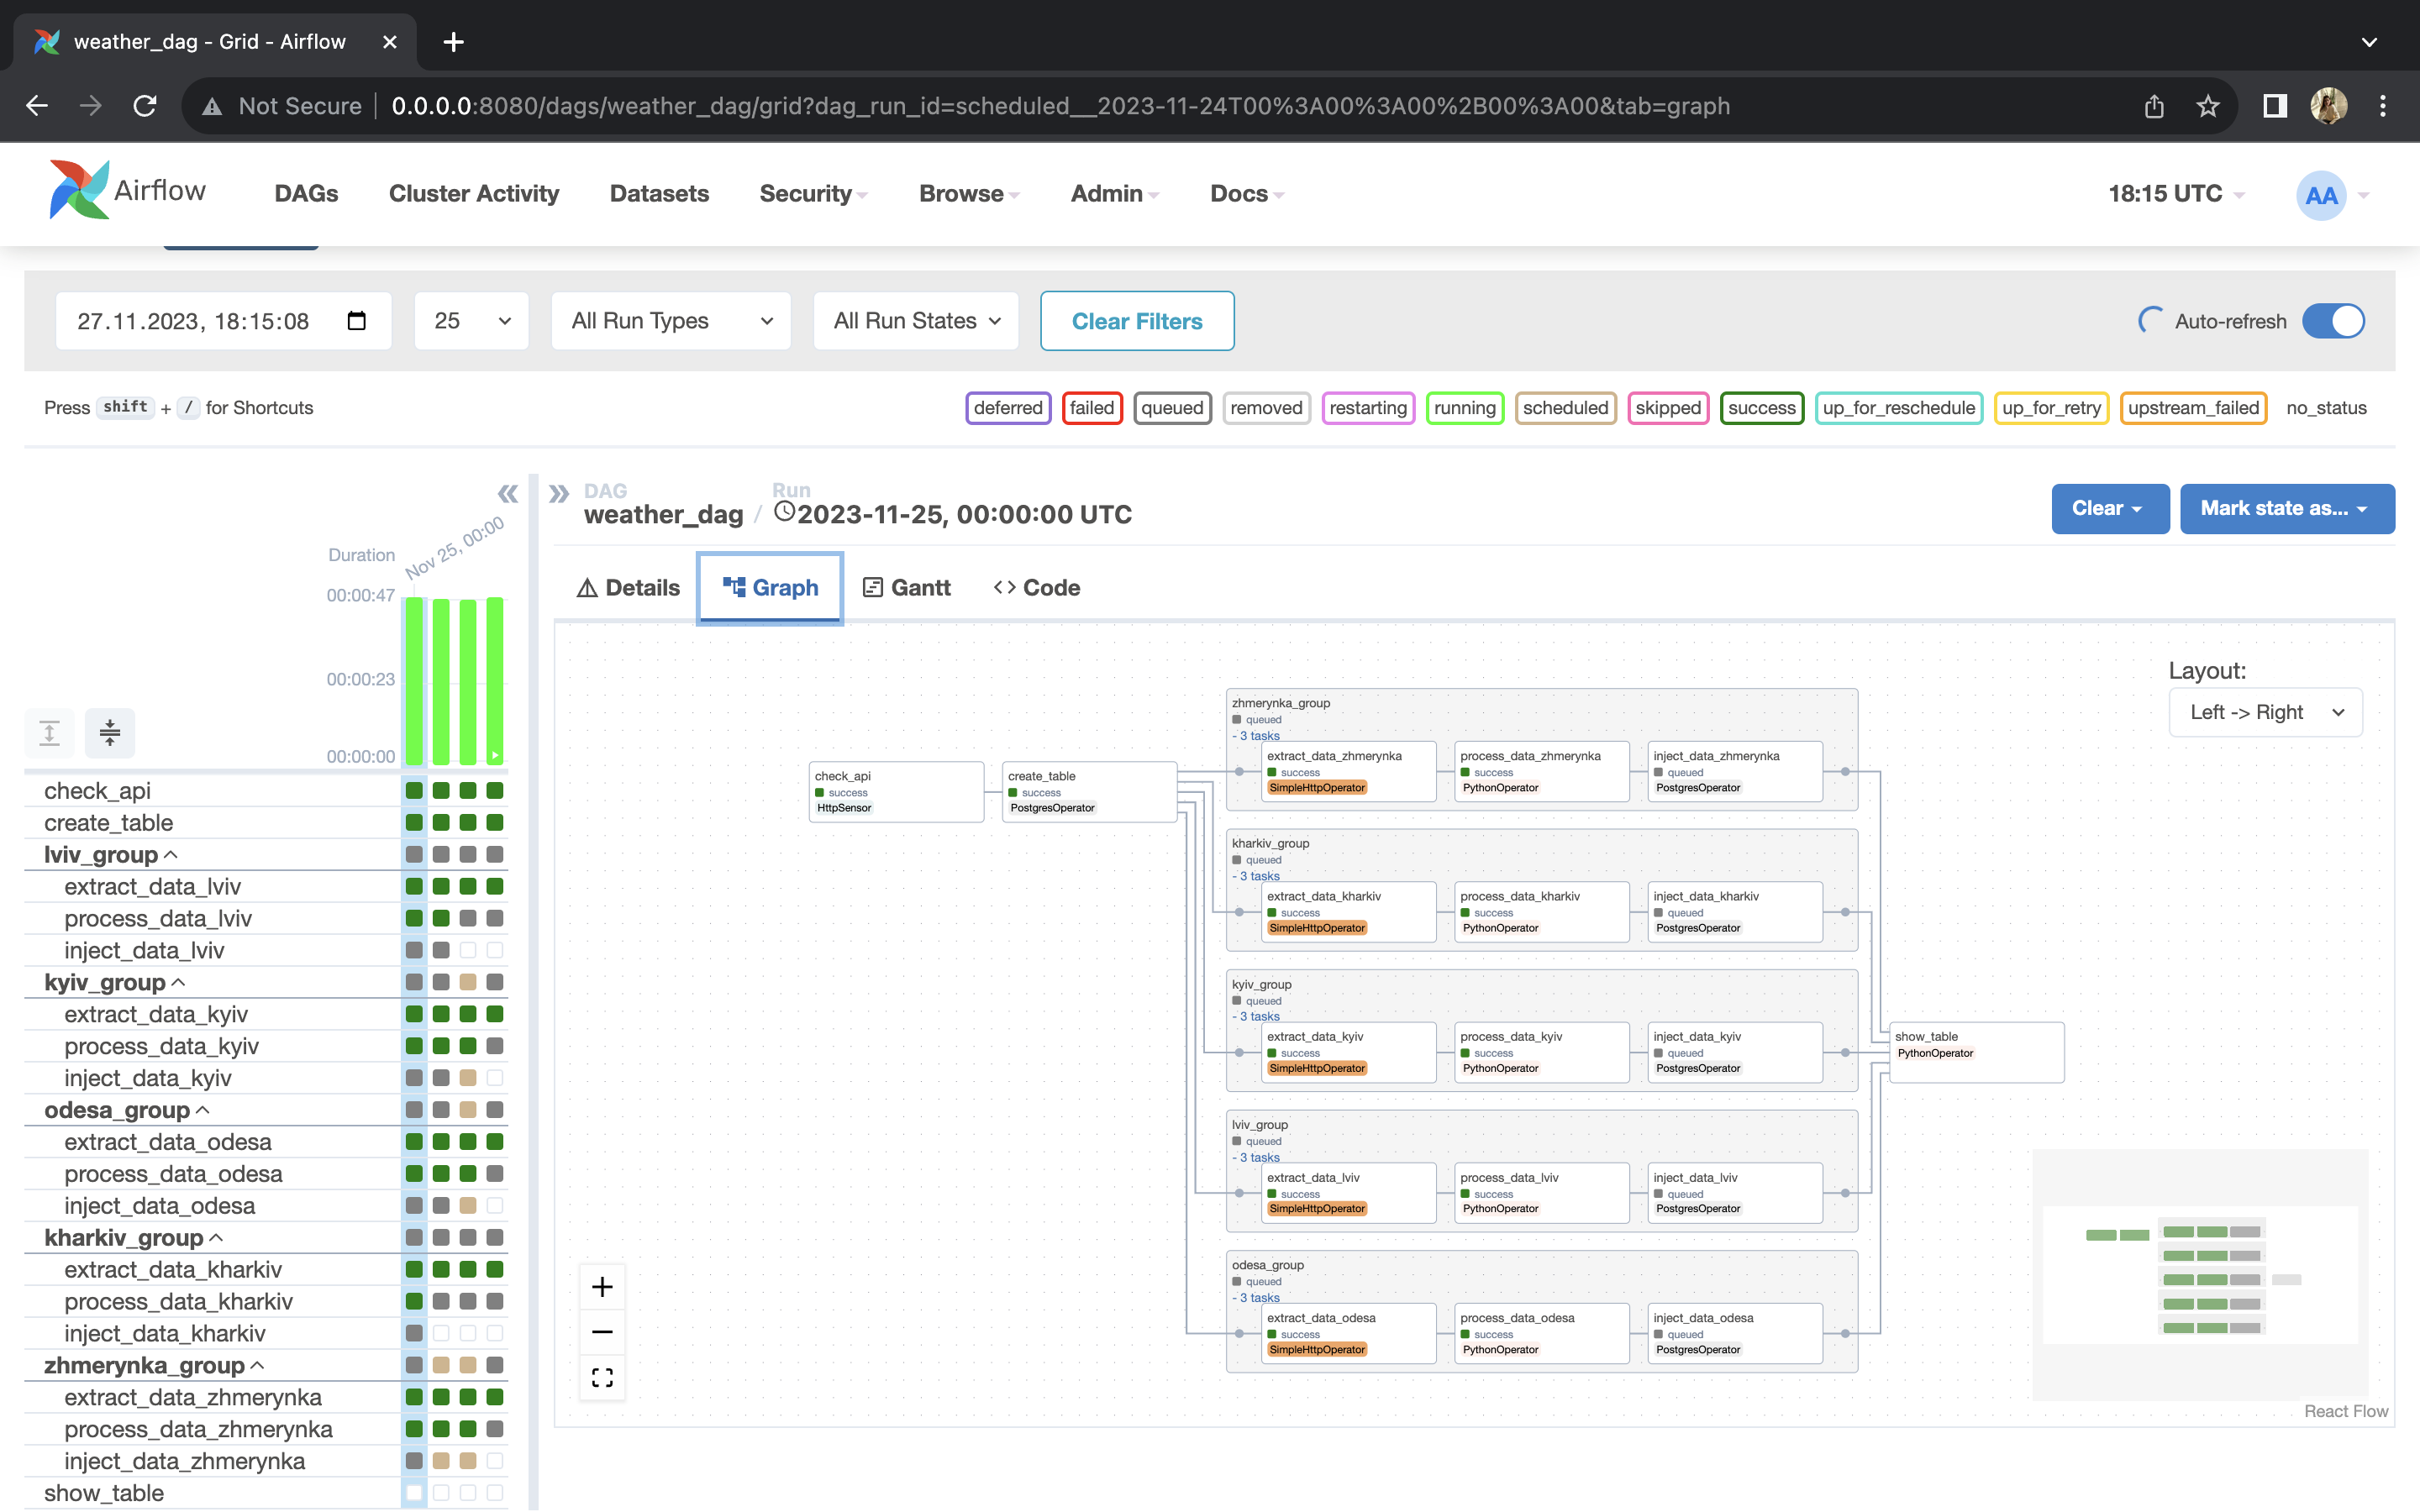 weather_dag - Grid - Airflow
Not Secure 0.0.0.0:8080/dags/weather_dag/grid?dag_run_id=scheduled__2023-11-24T00%3A00%3A00%2B00%3A00&tab=graph
Airflow DAGs Cluster Activity Datasets Security Browse Admin Docs 18:15 UTC AA
27.11.2023, 18:15:08 25 All Run Types All Run States Clear Filters Auto-refresh
Press shift + / for Shortcuts
deferred failed queued removed restarting running scheduled skipped success up_for_reschedule up_for_retry upstream_failed no_status
Duration
Nov 25, 00:00
00:00:47
00:00:23
00:00:00
check_api
create_table
lviv_group
extract_data_lviv
process_data_lviv
inject_data_lviv
kyiv_group
extract_data_kyiv
process_data_kyiv
inject_data_kyiv
odesa_group
extract_data_odesa
process_data_odesa
inject_data_odesa
kharkiv_group
extract_data_kharkiv
process_data_kharkiv
inject_data_kharkiv
zhmerynka_group
extract_data_zhmerynka
process_data_zhmerynka
inject_data_zhmerynka
show_table
DAG Run
weather_dag / 2023-11-25, 00:00:00 UTC
Clear Mark state as...
Details Graph Gantt Code
Layout:
Left -> Right
check_api
success
HttpSensor
create_table
success
PostgresOperator
zhmerynka_group
queued
- 3 tasks
extract_data_zhmerynka
success
SimpleHttpOperator
process_data_zhmerynka
success
PythonOperator
inject_data_zhmerynka
queued
PostgresOperator
kharkiv_group
queued
- 3 tasks
extract_data_kharkiv
success
SimpleHttpOperator
process_data_kharkiv
success
PythonOperator
inject_data_kharkiv
queued
PostgresOperator
kyiv_group
queued
- 3 tasks
extract_data_kyiv
success
SimpleHttpOperator
process_data_kyiv
success
PythonOperator
inject_data_kyiv
queued
PostgresOperator
lviv_group
queued
- 3 tasks
extract_data_lviv
success
SimpleHttpOperator
process_data_lviv
success
PythonOperator
inject_data_lviv
queued
PostgresOperator
odesa_group
queued
- 3 tasks
extract_data_odesa
success
SimpleHttpOperator
process_data_odesa
success
PythonOperator
inject_data_odesa
queued
PostgresOperator
show_table
PythonOperator
React Flow